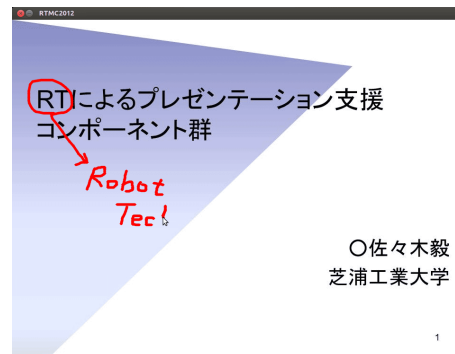 RTMC2012
RTによるプレゼンテーション支援
コンポーネント群
Robot
Tec
〇佐々木毅
芝浦工業大学
1